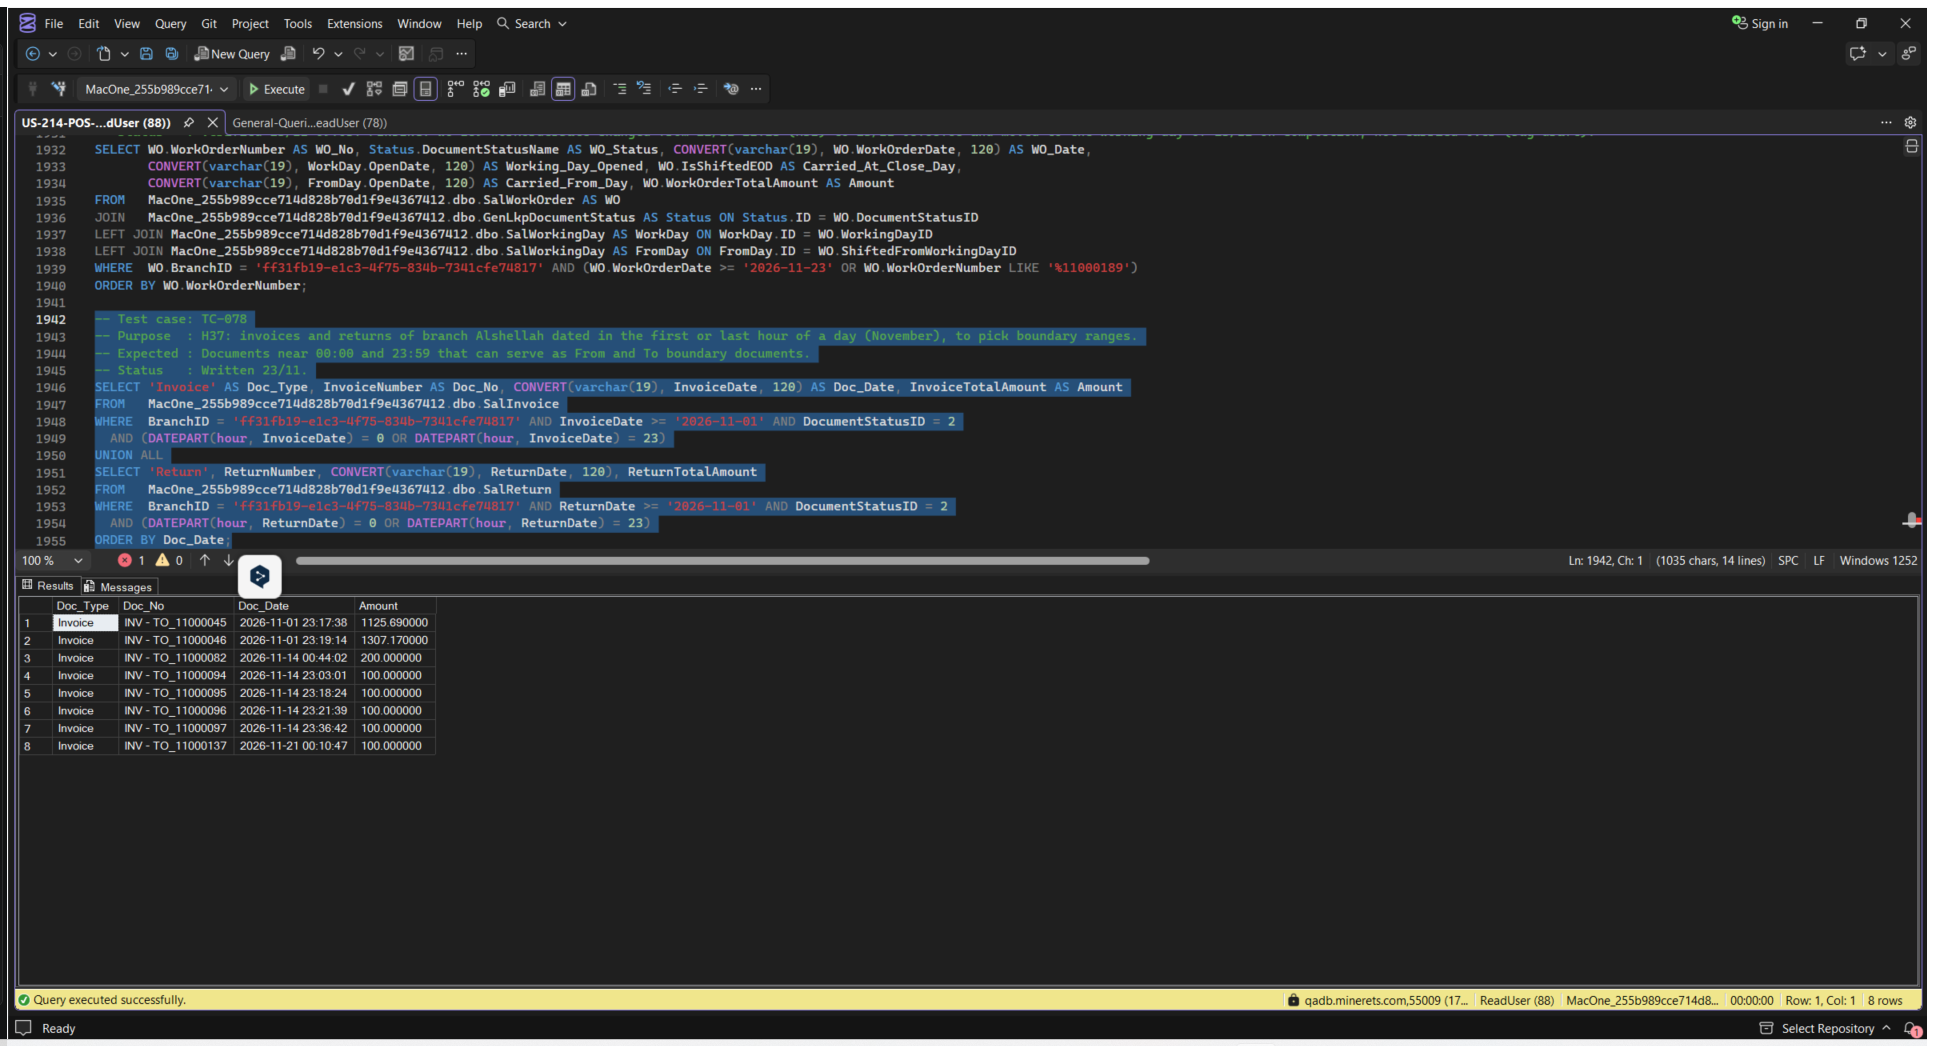 File Edit View Query Git Project Tools Extensions Window Help Search Sign in
New Query
MacOne_255b989cce71 Execute
US-214-POS-...dUser (88)) General-Queri...eadUser (78))
1932 SELECT WO.WorkOrderNumber AS WO_No, Status.DocumentStatusName AS WO_Status, CONVERT(varchar(19), WO.WorkOrderDate, 120) AS WO_Date,
1933 CONVERT(varchar(19), WorkDay.OpenDate, 120) AS Working_Day_Opened, WO.IsShiftedEOD AS Carried_At_Close_Day,
1934 CONVERT(varchar(19), FromDay.OpenDate, 120) AS Carried_From_Day, WO.WorkOrderTotalAmount AS Amount
1935 FROM MacOne_255b989cce714d828b70d1f9e4367412.dbo.SalWorkOrder AS WO
1936 JOIN MacOne_255b989cce714d828b70d1f9e4367412.dbo.GenLkpDocumentStatus AS Status ON Status.ID = WO.DocumentStatusID
1937 LEFT JOIN MacOne_255b989cce714d828b70d1f9e4367412.dbo.SalWorkingDay AS WorkDay ON WorkDay.ID = WO.WorkingDayID
1938 LEFT JOIN MacOne_255b989cce714d828b70d1f9e4367412.dbo.SalWorkingDay AS FromDay ON FromDay.ID = WO.ShiftedFromWorkingDayID
1939 WHERE WO.BranchID = 'ff31fb19-e1c3-4f75-834b-7341cfe74817' AND (WO.WorkOrderDate >= '2026-11-23' OR WO.WorkOrderNumber LIKE '%11000189')
1940 ORDER BY WO.WorkOrderNumber;
1941
1942 -- Test case: TC-078
1943 -- Purpose : H37: invoices and returns of branch Alshellah dated in the first or last hour of a day (November), to pick boundary ranges.
1944 -- Expected : Documents near 00:00 and 23:59 that can serve as From and To boundary documents.
1945 -- Status : Written 23/11.
1946 SELECT 'Invoice' AS Doc_Type, InvoiceNumber AS Doc_No, CONVERT(varchar(19), InvoiceDate, 120) AS Doc_Date, InvoiceTotalAmount AS Amount
1947 FROM MacOne_255b989cce714d828b70d1f9e4367412.dbo.SalInvoice
1948 WHERE BranchID = 'ff31fb19-e1c3-4f75-834b-7341cfe74817' AND InvoiceDate >= '2026-11-01' AND DocumentStatusID = 2
1949 AND (DATEPART(hour, InvoiceDate) = 0 OR DATEPART(hour, InvoiceDate) = 23)
1950 UNION ALL
1951 SELECT 'Return', ReturnNumber, CONVERT(varchar(19), ReturnDate, 120), ReturnTotalAmount
1952 FROM MacOne_255b989cce714d828b70d1f9e4367412.dbo.SalReturn
1953 WHERE BranchID = 'ff31fb19-e1c3-4f75-834b-7341cfe74817' AND ReturnDate >= '2026-11-01' AND DocumentStatusID = 2
1954 AND (DATEPART(hour, ReturnDate) = 0 OR DATEPART(hour, ReturnDate) = 23)
1955 ORDER BY Doc_Date;
100 % 1 0 Ln: 1942, Ch: 1 (1035 chars, 14 lines) SPC LF Windows 1252
Results Messages
Doc_Type Doc_No Doc_Date Amount
1 Invoice INV - TO_11000045 2026-11-01 23:17:38 1125.690000
2 Invoice INV - TO_11000046 2026-11-01 23:19:14 1307.170000
3 Invoice INV - TO_11000082 2026-11-14 00:44:02 200.000000
4 Invoice INV - TO_11000094 2026-11-14 23:03:01 100.000000
5 Invoice INV - TO_11000095 2026-11-14 23:18:24 100.000000
6 Invoice INV - TO_11000096 2026-11-14 23:21:39 100.000000
7 Invoice INV - TO_11000097 2026-11-14 23:36:42 100.000000
8 Invoice INV - TO_11000137 2026-11-21 00:10:47 100.000000
Query executed successfully. qadb.minerets.com,55009 (17... ReadUser (88) MacOne_255b989cce714d8... 00:00:00 Row: 1, Col: 1 8 rows
Ready Select Repository 1